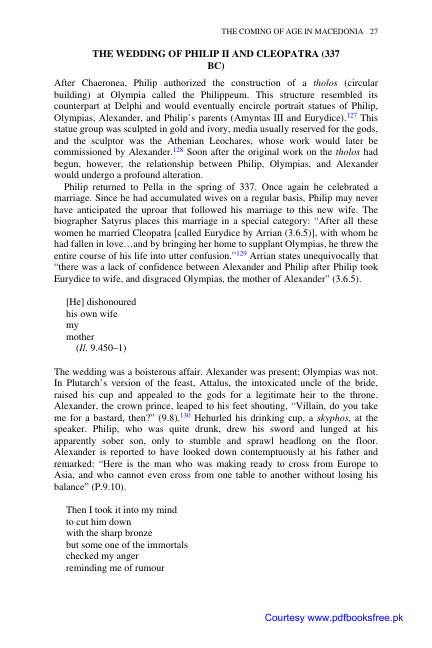 THE COMING OF AGE IN MACEDONIA 27
THE WEDDING OF PHILIP II AND CLEOPATRA (337
BC)
After Chaeronea, Philip authorized the construction of a tholos (circular
building) at Olympia called the Philippeum. This structure resembled its
counterpart at Delphi and would eventually encircle portrait statues of Philip,
Olympias, Alexander, and Philip's parents (Amyntas III and Eurydice).127 This
statue group was sculpted in gold and ivory, media usually reserved for the gods,
and the sculptor was the Athenian Leochares, whose work would later be
commissioned by Alexander.128 Soon after the original work on the tholos had
begun, however, the relationship between Philip, Olympias, and Alexander
would undergo a profound alteration.
Philip returned to Pella in the spring of 337. Once again he celebrated a
marriage. Since he had accumulated wives on a regular basis, Philip may never
have anticipated the uproar that followed his marriage to this new wife. The
biographer Satyrus places this marriage in a special category: “After all these
women he married Cleopatra [called Eurydice by Arrian (3.6.5)], with whom he
had fallen in love…and by bringing her home to supplant Olympias, he threw the
entire course of his life into utter confusion.”129 Arrian states unequivocally that
“there was a lack of confidence between Alexander and Philip after Philip took
Eurydice to wife, and disgraced Olympias, the mother of Alexander” (3.6.5).
[He] dishonoured
his own wife
my
mother
(Il. 9.450–1)
The wedding was a boisterous affair. Alexander was present; Olympias was not.
In Plutarch's version of the feast, Attalus, the intoxicated uncle of the bride,
raised his cup and appealed to the gods for a legitimate heir to the throne.
Alexander, the crown prince, leaped to his feet shouting, “Villain, do you take
me for a bastard, then?” (9.8).130 Hehurled his drinking cup, a skyphos, at the
speaker. Philip, who was quite drunk, drew his sword and lunged at his
apparently sober son, only to stumble and sprawl headlong on the floor.
Alexander is reported to have looked down contemptuously at his father and
remarked: “Here is the man who was making ready to cross from Europe to
Asia, and who cannot even cross from one table to another without losing his
balance” (P.9.10).
Then I took it into my mind
to cut him down
with the sharp bronze
but some one of the immortals
checked my anger
reminding me of rumour
Courtesy www.pdfbooksfree.pk